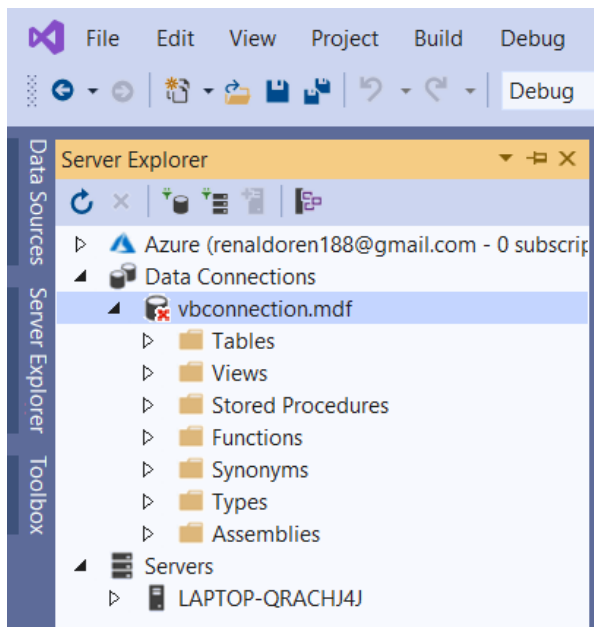 File Edit View Project Build Debug
Debug
Data Sources
Server Explorer
Toolbox
Server Explorer
Azure (renaldoren188@gmail.com - 0 subscrip
Data Connections
vbconnection.mdf
Tables
Views
Stored Procedures
Functions
Synonyms
Types
Assemblies
Servers
LAPTOP-QRACHJ4J